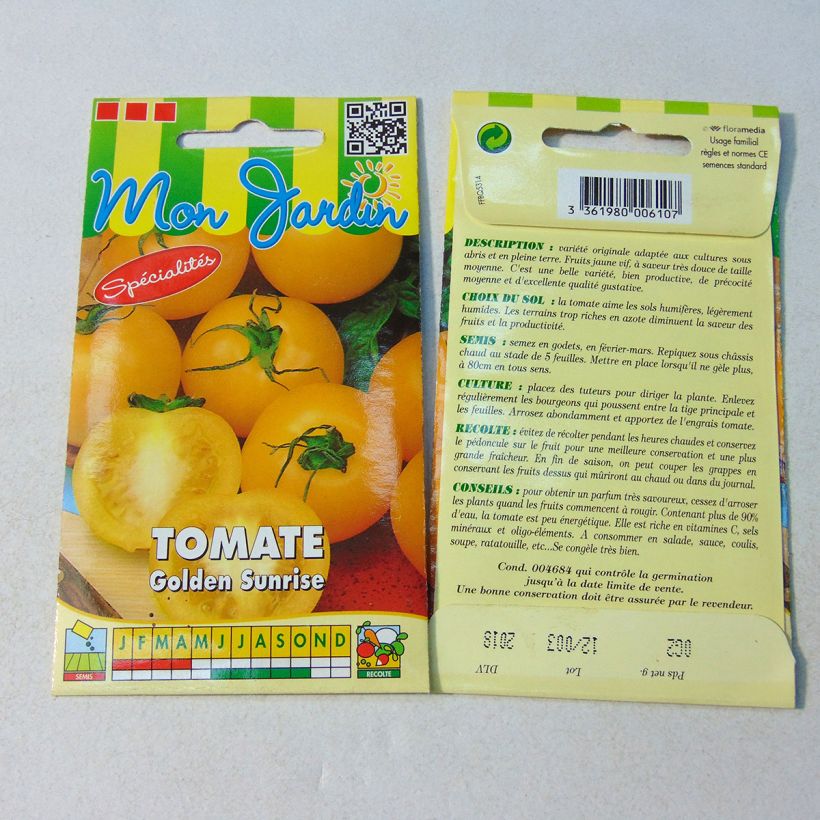 Mon Jardin
Spécialités
TOMATE
Golden Sunrise
J F M A M J J A S O N D
SEMIS
RECOLTE
floramedia
Usage familial
règles et normes CE
semences standard
FFBQ5314
3 361980 006107
DESCRIPTION : variété originale adaptée aux cultures sous
abris et en pleine terre. Fruits jaune vif, à saveur très douce de taille
moyenne. C'est une belle variété, bien productive, de précocité
moyenne et d'excellente qualité gustative.
CHOIX DU SOL : la tomate aime les sols humifères, légèrement
humides. Les terrains trop riches en azote diminuent la saveur des
fruits et la productivité.
SEMIS : semez en godets, en février-mars. Repiquez sous châssis
chaud au stade de 5 feuilles. Mettre en place lorsqu'il ne gèle plus,
à 80cm en tous sens.
CULTURE : placez des tuteurs pour diriger la plante. Enlevez
régulièrement les bourgeons qui poussent entre la tige principale et
les feuilles. Arrosez abondamment et apportez de l'engrais tomate.
RECOLTE : évitez de récolter pendant les heures chaudes et conservez
le pédoncule sur le fruit pour une meilleure conservation et une plus
grande fraîcheur. En fin de saison, on peut couper les grappes en
conservant les fruits dessus qui mûriront au chaud ou dans du journal.
CONSEILS : pour obtenir un parfum très savoureux, cessez d'arroser
les plants quand les fruits commencent à rougir. Contenant plus de 90%
d'eau, la tomate est peu énergétique. Elle est riche en vitamines C, sels
minéraux et oligo-éléments. A consommer en salade, sauce, coulis,
soupe, ratatouille, etc...Se congèle très bien.
Cond. 004684 qui contrôle la germination
jusqu'à la date limite de vente.
Une bonne conservation doit être assurée par le revendeur.
2018 12/003 0G2
DLV Lot Pds net g.